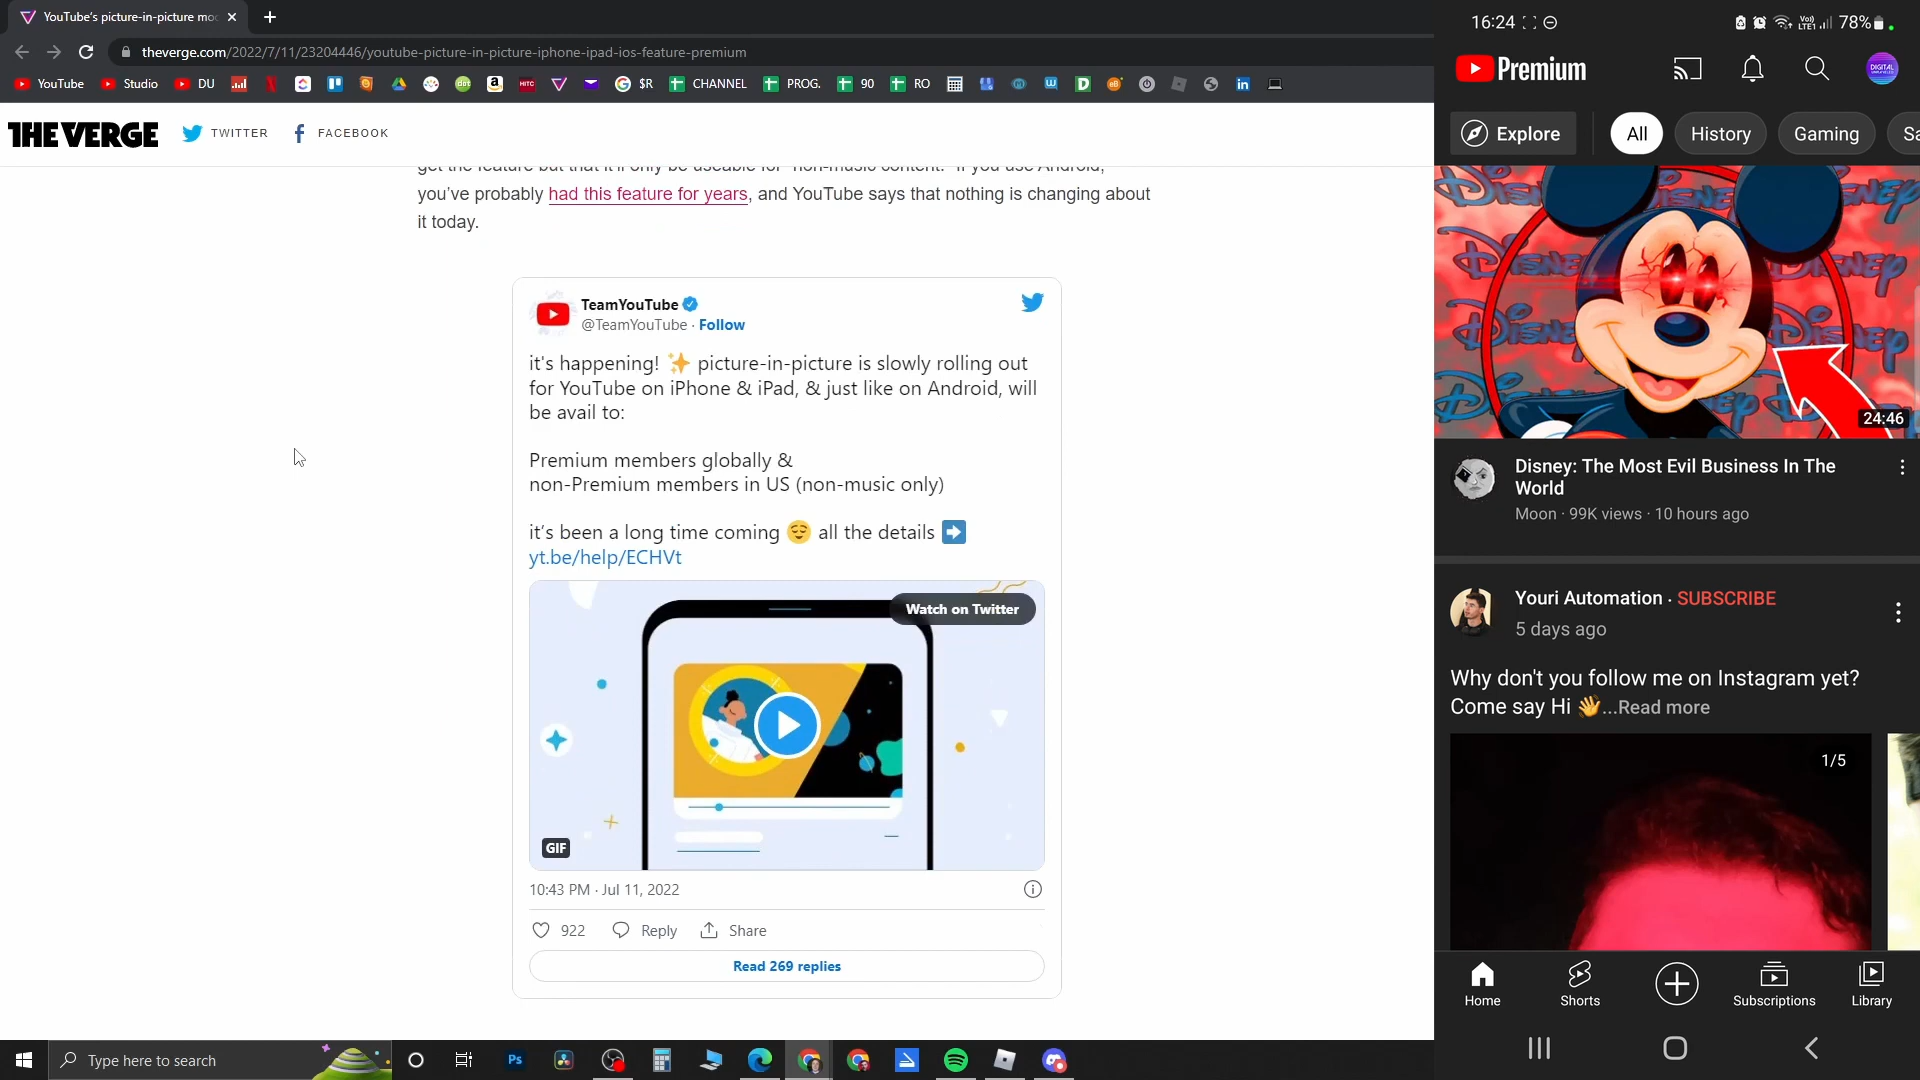 YouTube's picture-in-picture mo
theverge.com/2022/7/11/23204446/youtube-picture-in-picture-iphone-ipad-ios-feature-premium
YouTube
Studio
DU
HITC
$R
CHANNEL
PROG.
90
RO
THE VERGE
TWITTER
FACEBOOK
get the feature but that it'll only be useable for "non-music content." If you use Android,
you've probably had this feature for years, and YouTube says that nothing is changing about
it today.
TeamYouTube
@TeamYouTube · Follow
it's happening! ✨ picture-in-picture is slowly rolling out
for YouTube on iPhone & iPad, & just like on Android, will
be avail to:
Premium members globally &
non-Premium members in US (non-music only)
it's been a long time coming 😌 all the details ➡️
yt.be/help/ECHVt
Watch on Twitter
GIF
10:43 PM · Jul 11, 2022
922
Reply
Share
Read 269 replies
Type here to search
Ps
16:24
Vo))
LTE1
78%
Premium
DIGITAL
Explore
All
History
Gaming
Sa
DISNEY
24:46
Disney: The Most Evil Business In The
World
Moon · 99K views · 10 hours ago
Youri Automation · SUBSCRIBE
5 days ago
Why don't you follow me on Instagram yet?
Come say Hi 👋...Read more
1/5
Home
Shorts
Subscriptions
Library